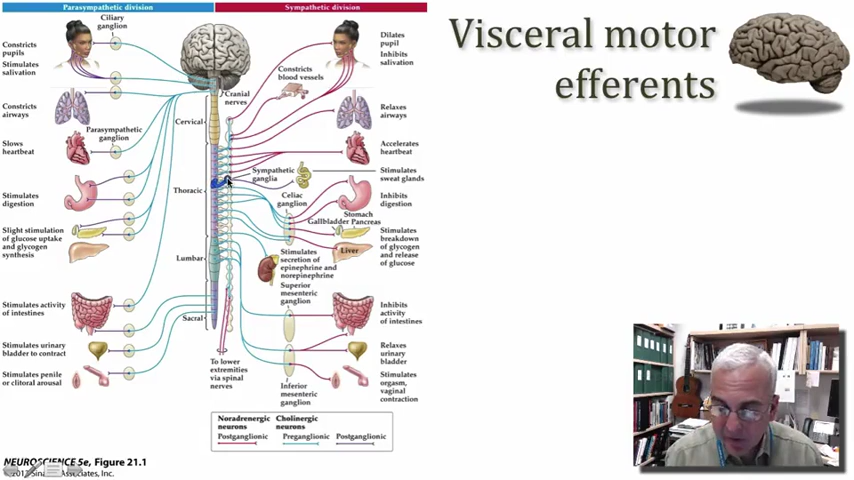 Parasympathetic division
Sympathetic division
Visceral motor
efferents
Ciliary
ganglion
Constricts
pupils
Stimulates
salivation
Constricts
airways
Parasympathetic
ganglion
Slows
heartbeat
Stimulates
digestion
Slight stimulation
of glucose uptake
and glycogen
synthesis
Stimulates activity
of intestines
Stimulates urinary
bladder to contract
Stimulates penile
or clitoral arousal
Cranial
nerves
Cervical
Thoracic
Lumbar
Sacral
Dilates
pupil
Inhibits
salivation
Constricts
blood vessels
Relaxes
airways
Accelerates
heartbeat
Sympathetic
ganglia
Stimulates
sweat glands
Celiac
ganglion
Inhibits
digestion
Stomach
Gallbladder Pancreas
Liver
Stimulates
breakdown
of glycogen
and release
of glucose
Stimulates
secretion of
epinephrine and
norepinephrine
Superior
mesenteric
ganglion
Inhibits
activity
of intestines
Relaxes
urinary
bladder
To lower
extremities
via spinal
nerves
Inferior
mesenteric
ganglion
Stimulates
orgasm,
vaginal
contraction
Noradrenergic
neurons
Cholinergic
neurons
Postganglionic
Preganglionic
Postganglionic
NEUROSCIENCE 5e, Figure 21.1
Associates, Inc.